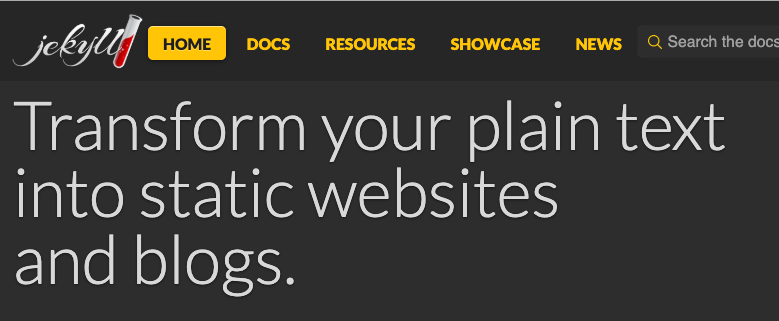 jekyll HOME DOCS RESOURCES SHOWCASE NEWS Search the docs
Transform your plain text
into static websites
and blogs.